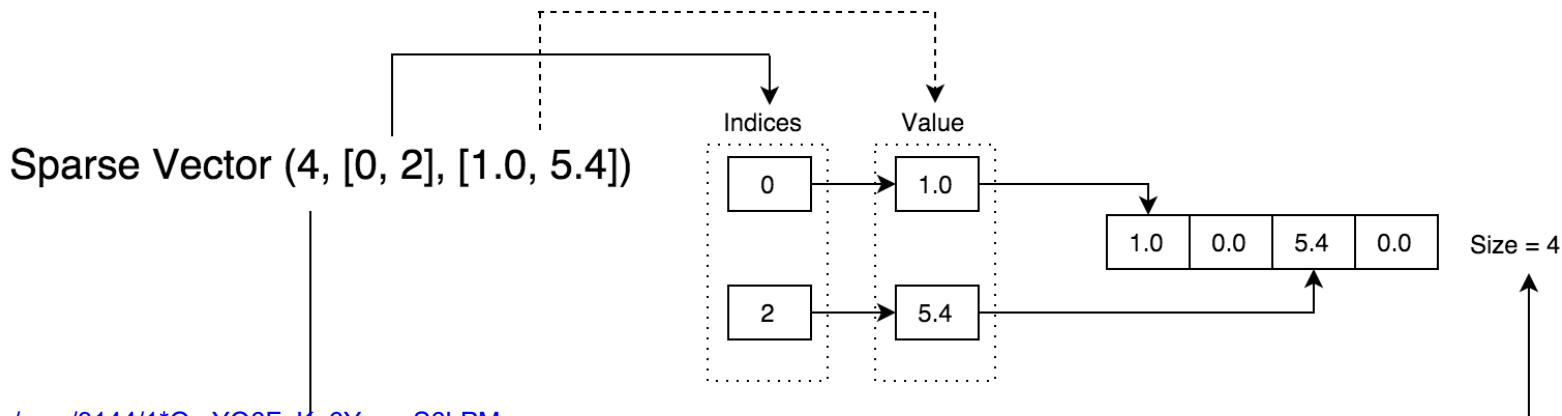 Indices Value
Sparse Vector (4, [0, 2], [1.0, 5.4])
0 1.0
1.0 0.0 5.4 0.0 Size = 4
2 5.4